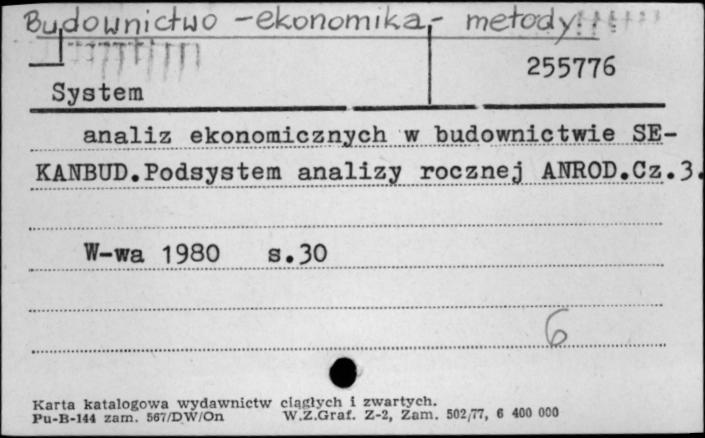 Budownictwo - ekonomika - metody
255776
System
analiz ekonomicznych w budownictwie SE-
KANBUD.Podsystem analizy rocznej ANROD.Cz.3.
W-wa 1980 s.30
6
Karta katalogowa wydawnictw ciągłych i zwartych.
Pu-B-144 zam. 567/DW/On W.Z.Graf. Z-2, Zam. 502/77, 6 400 000